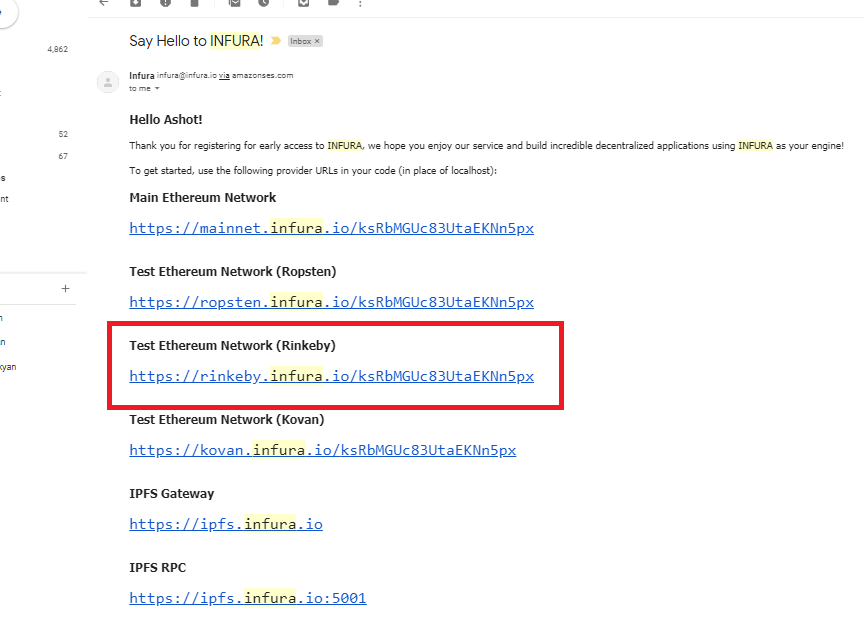 Say Hello to INFURA! Inbox ×
4,862
Infura infura@infura.io via amazonses.com
to me
Hello Ashot!
52
Thank you for registering for early access to INFURA, we hope you enjoy our service and build incredible decentralized applications using INFURA as your engine!
67
To get started, use the following provider URLs in your code (in place of localhost):
s
Main Ethereum Network
nt
https://mainnet.infura.io/ksRbMGUc83UtaEKNn5px
Test Ethereum Network (Ropsten)
+
https://ropsten.infura.io/ksRbMGUc83UtaEKNn5px
n
Test Ethereum Network (Rinkeby)
kyan
https://rinkeby.infura.io/ksRbMGUc83UtaEKNn5px
Test Ethereum Network (Kovan)
https://kovan.infura.io/ksRbMGUc83UtaEKNn5px
IPFS Gateway
https://ipfs.infura.io
IPFS RPC
https://ipfs.infura.io:5001